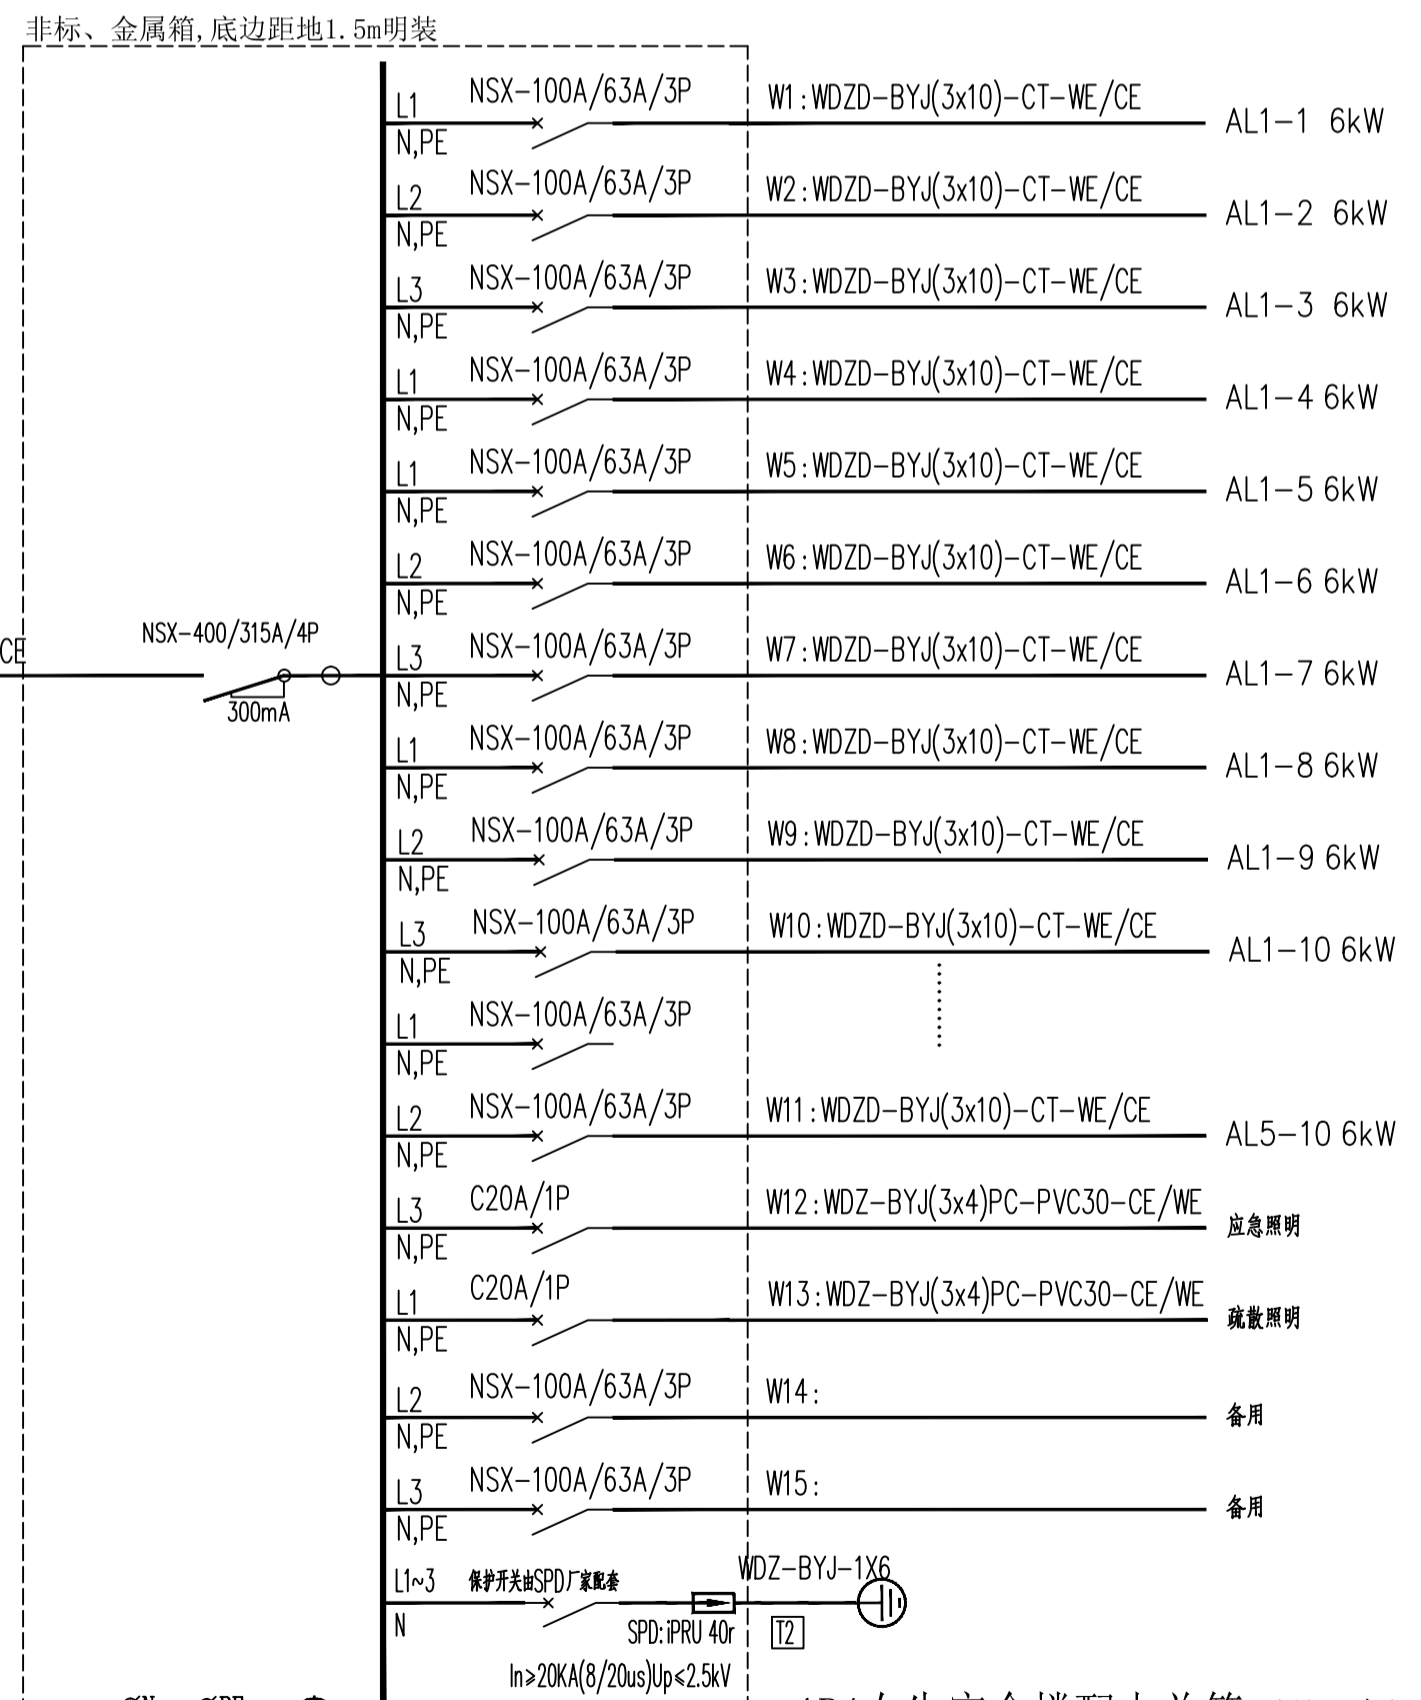 非标、金属箱,底边距地1.5m明装
L1 NSX-100A/63A/3P W1:WDZD-BYJ(3x10)-CT-WE/CE AL1-1 6kW
N,PE
L2 NSX-100A/63A/3P W2:WDZD-BYJ(3x10)-CT-WE/CE AL1-2 6kW
N,PE
L3 NSX-100A/63A/3P W3:WDZD-BYJ(3x10)-CT-WE/CE AL1-3 6kW
N,PE
L1 NSX-100A/63A/3P W4:WDZD-BYJ(3x10)-CT-WE/CE AL1-4 6kW
N,PE
L1 NSX-100A/63A/3P W5:WDZD-BYJ(3x10)-CT-WE/CE AL1-5 6kW
N,PE
L2 NSX-100A/63A/3P W6:WDZD-BYJ(3x10)-CT-WE/CE AL1-6 6kW
N,PE
CE NSX-400/315A/4P
300mA
L3 NSX-100A/63A/3P W7:WDZD-BYJ(3x10)-CT-WE/CE AL1-7 6kW
N,PE
L1 NSX-100A/63A/3P W8:WDZD-BYJ(3x10)-CT-WE/CE AL1-8 6kW
N,PE
L2 NSX-100A/63A/3P W9:WDZD-BYJ(3x10)-CT-WE/CE AL1-9 6kW
N,PE
L3 NSX-100A/63A/3P W10:WDZD-BYJ(3x10)-CT-WE/CE AL1-10 6kW
N,PE
L1 NSX-100A/63A/3P
N,PE
L2 NSX-100A/63A/3P W11:WDZD-BYJ(3x10)-CT-WE/CE AL5-10 6kW
N,PE
L3 C20A/1P W12:WDZ-BYJ(3x4)PC-PVC30-CE/WE 应急照明
N,PE
L1 C20A/1P W13:WDZ-BYJ(3x4)PC-PVC30-CE/WE 疏散照明
N,PE
L2 NSX-100A/63A/3P W14: 备用
N,PE
L3 NSX-100A/63A/3P W15: 备用
N,PE
L1~3 保护开关由SPD厂家配套 WDZ-BYJ-1X6
N SPD:iPRU 40r T2
In≥20KA(8/20us)Up≤2.5kV